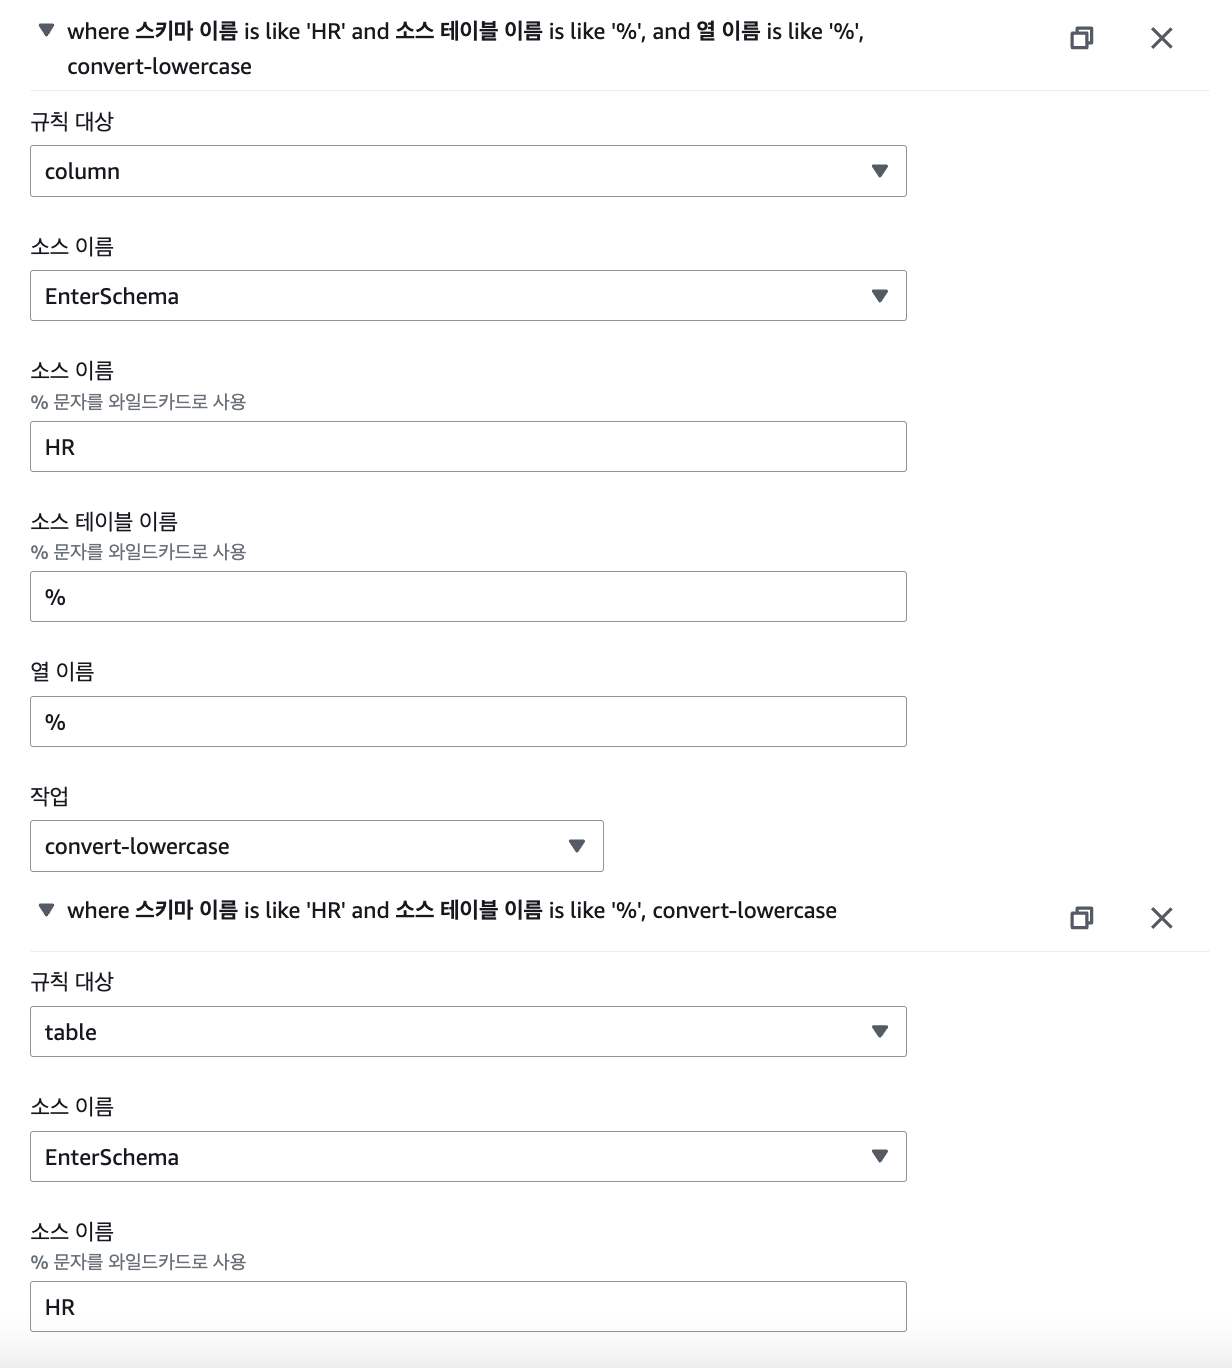 where 스키마 이름 is like 'HR' and 소스 테이블 이름 is like '%', and 열 이름 is like '%',
convert-lowercase
규칙 대상
column
소스 이름
EnterSchema
소스 이름
% 문자를 와일드카드로 사용
HR
소스 테이블 이름
% 문자를 와일드카드로 사용
%
열 이름
%
작업
convert-lowercase
where 스키마 이름 is like 'HR' and 소스 테이블 이름 is like '%', convert-lowercase
규칙 대상
table
소스 이름
EnterSchema
소스 이름
% 문자를 와일드카드로 사용
HR